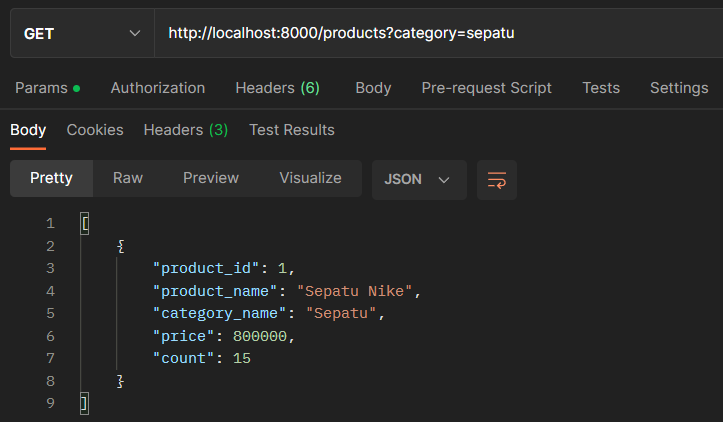 GET http://localhost:8000/products?category=sepatu
Params Authorization Headers (6) Body Pre-request Script Tests Settings
Body Cookies Headers (3) Test Results
Pretty Raw Preview Visualize JSON
1 [
2 {
3 "product_id": 1,
4 "product_name": "Sepatu Nike",
5 "category_name": "Sepatu",
6 "price": 800000,
7 "count": 15
8 }
9 ]